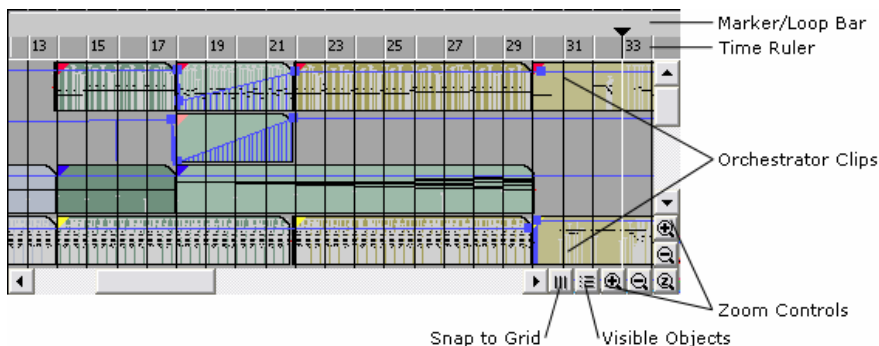 Marker/Loop Bar
13 15 17 19 21 23 25 27 29 31 33
Time Ruler
Orchestrator Clips
Zoom Controls
Snap to Grid
Visible Objects